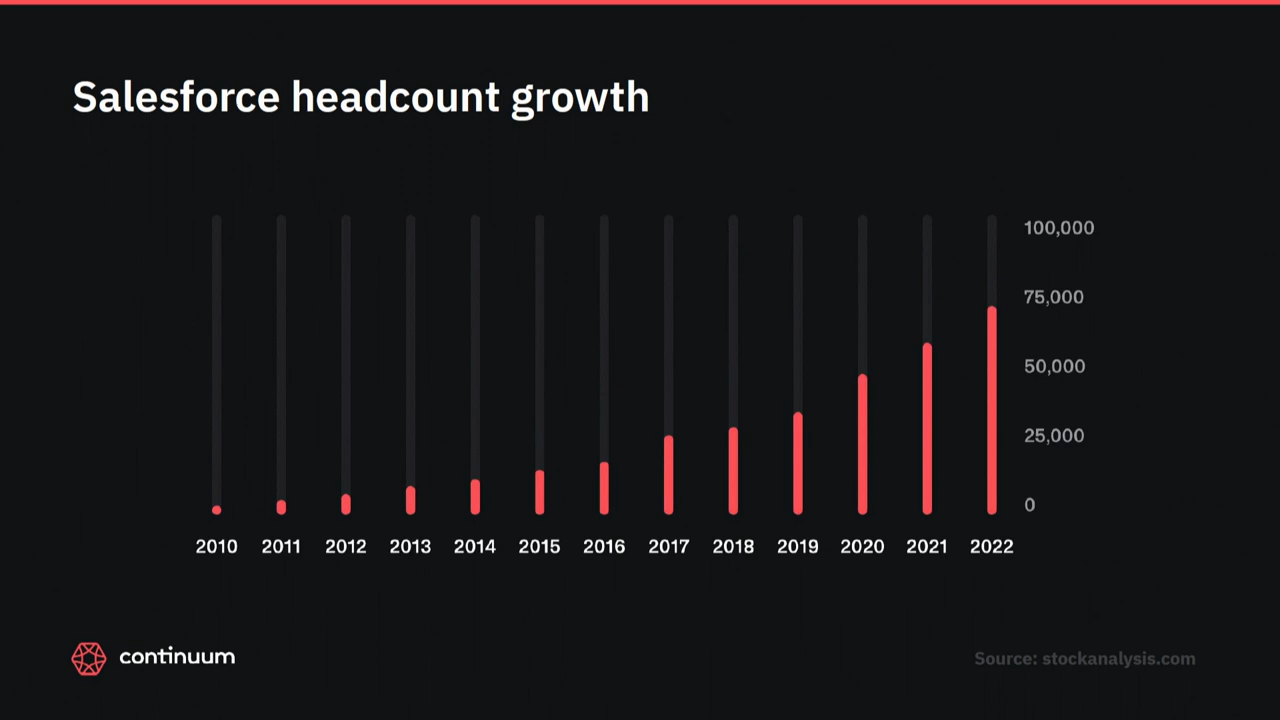 Salesforce headcount growth
100,000
75,000
50,000
25,000
0
2010 2011 2012 2013 2014 2015 2016 2017 2018 2019 2020 2021 2022
continuum
Source: stockanalysis.com